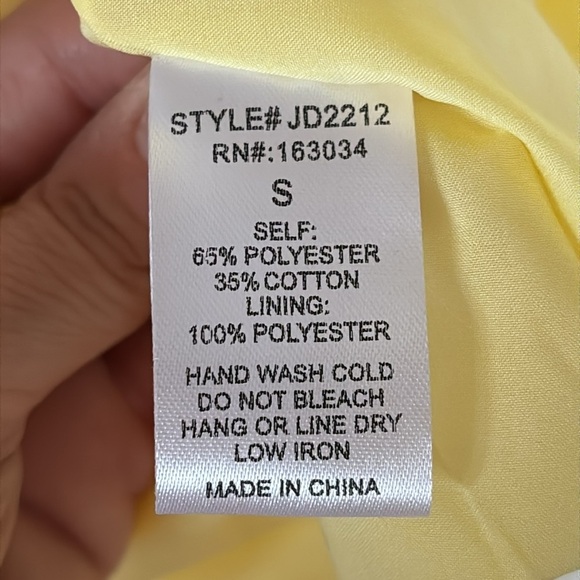 STYLE# JD2212
RN#:163034
S
SELF:
65% POLYESTER
35% COTTON
LINING:
100% POLYESTER
HAND WASH COLD
DO NOT BLEACH
HANG OR LINE DRY
LOW IRON
MADE IN CHINA